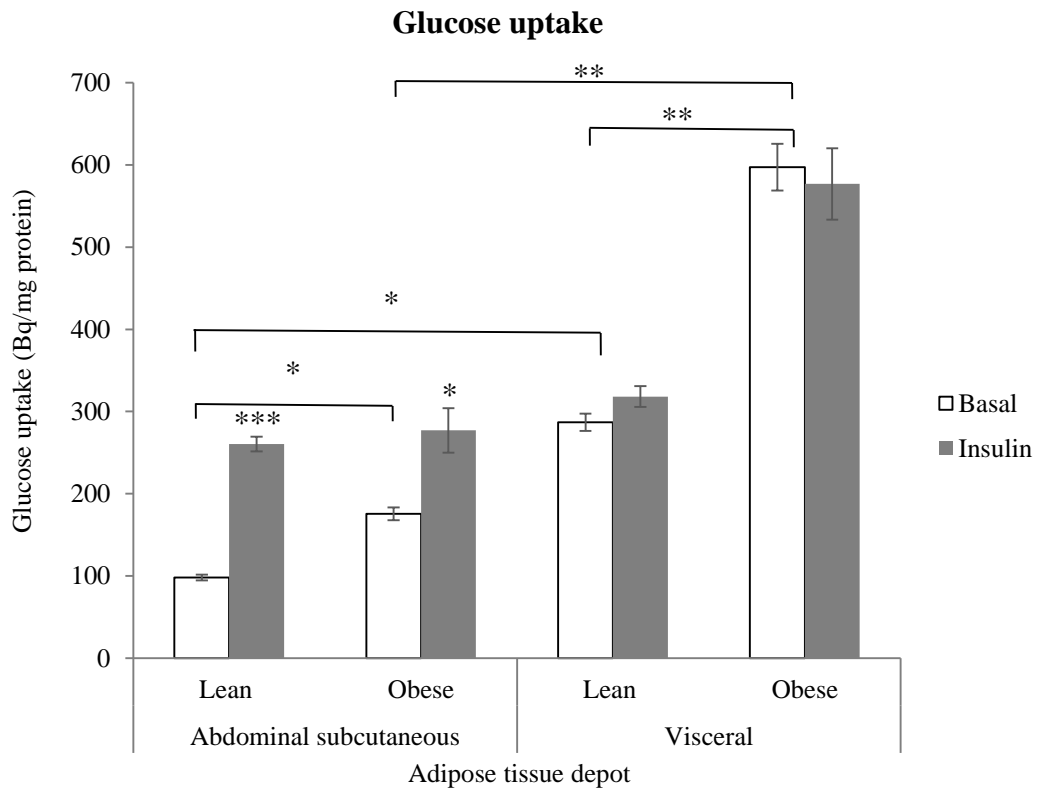 Glucose uptake
Glucose uptake (Bq/mg protein)
700
600
500
400
300
200
100
0
**
**
*
*
***
*
Basal
Insulin
Lean Obese Lean Obese
Abdominal subcutaneous Visceral
Adipose tissue depot